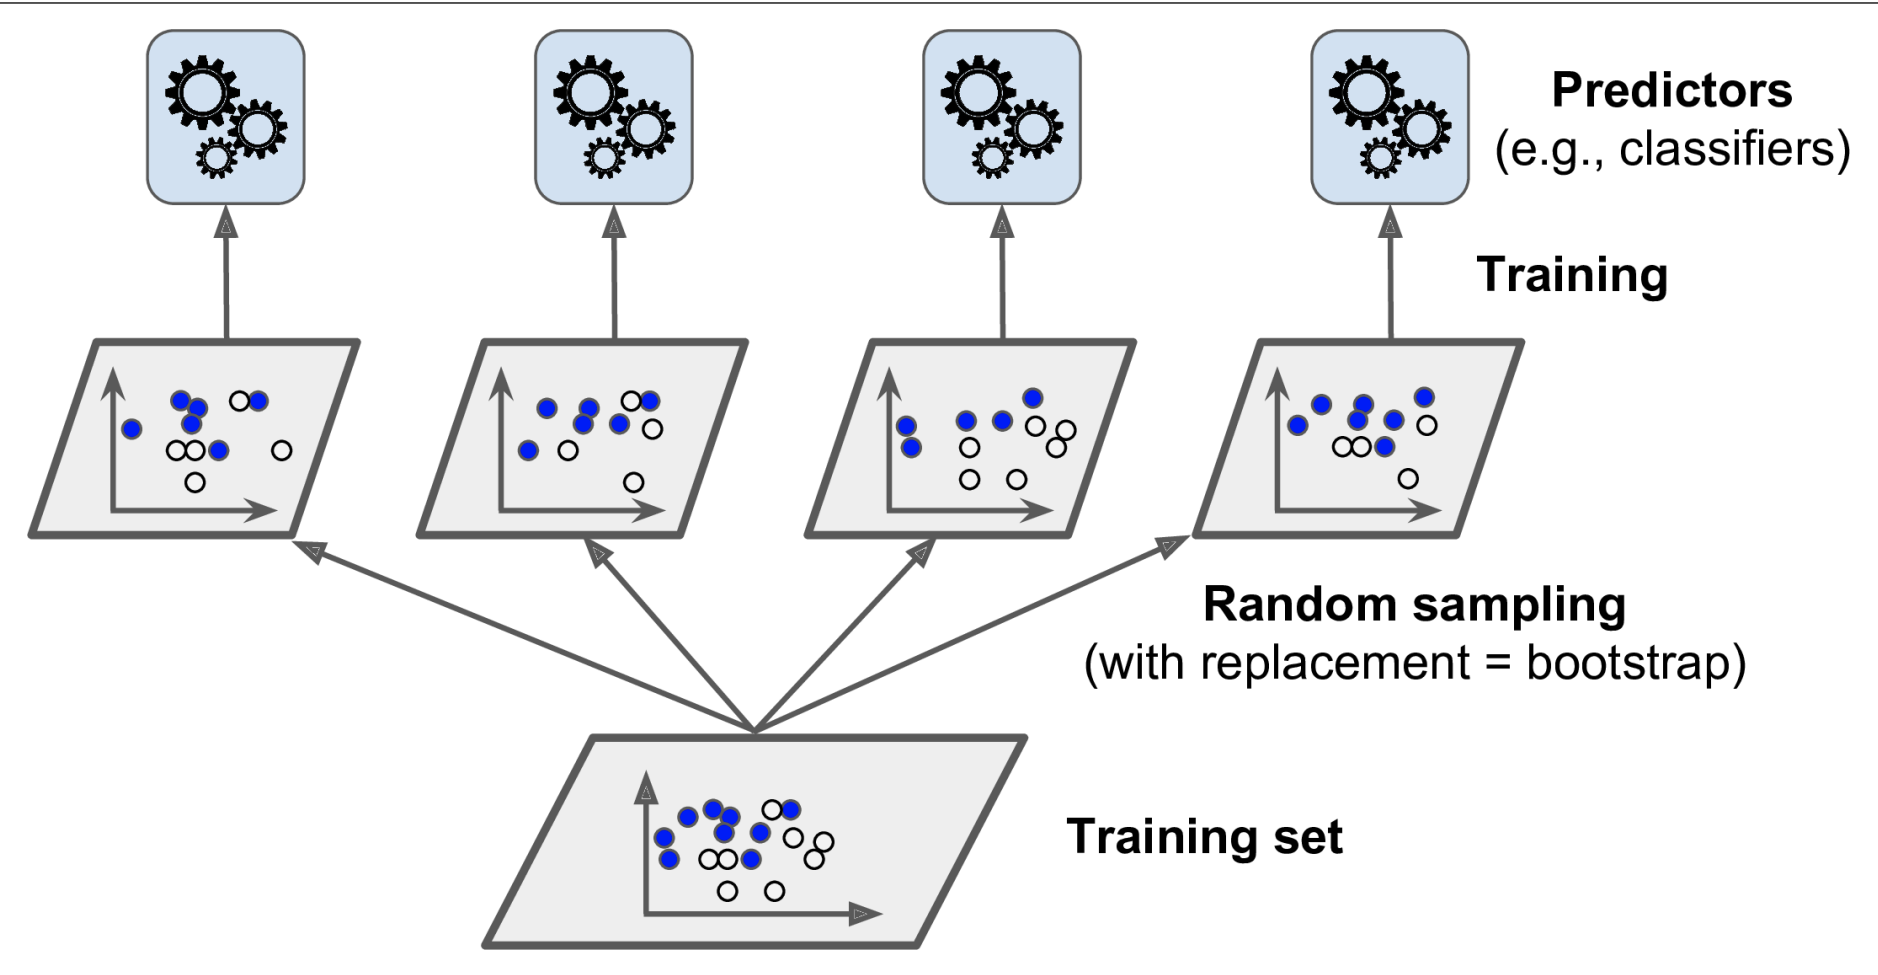 Predictors
(e.g., classifiers)
Training
Random sampling
(with replacement = bootstrap)
Training set